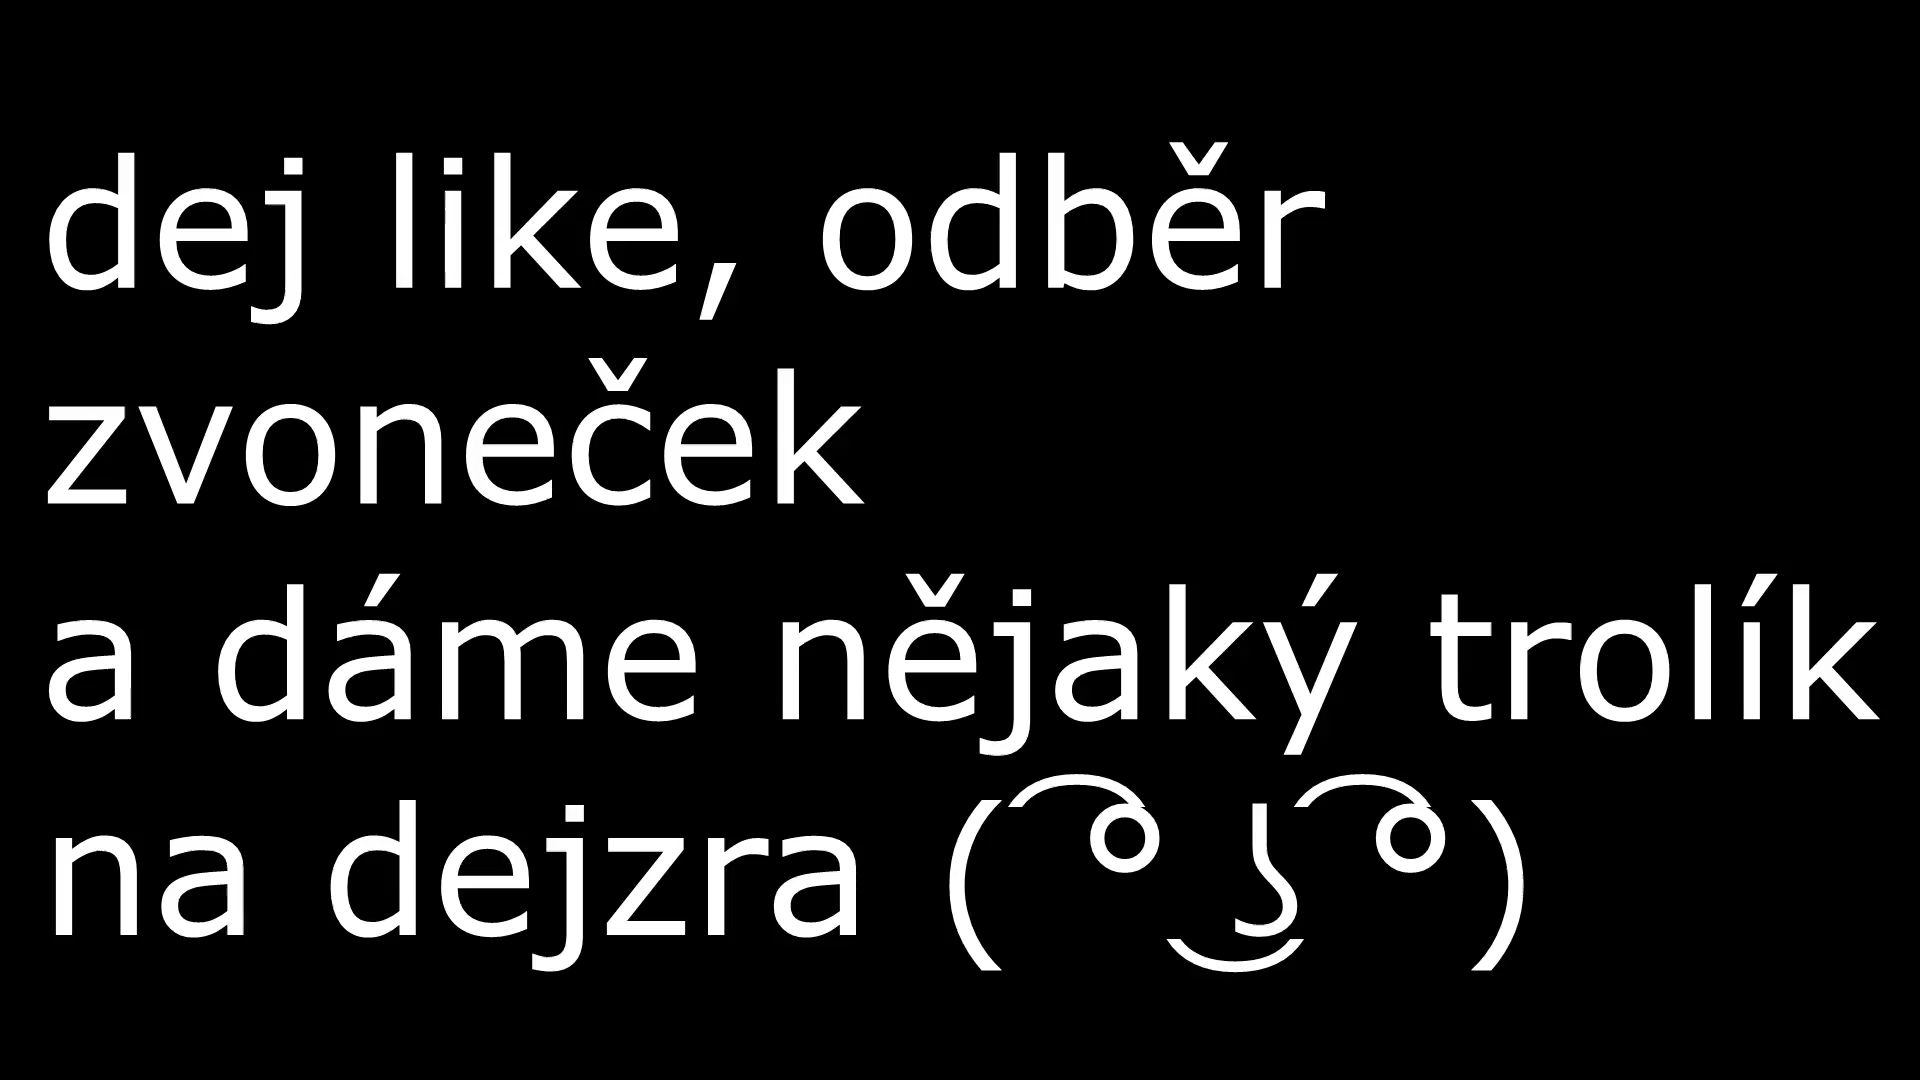 dej like, odběr
zvoneček
a dáme nějaký trolík
na dejzra ( ͡° ͜ʖ ͡°)